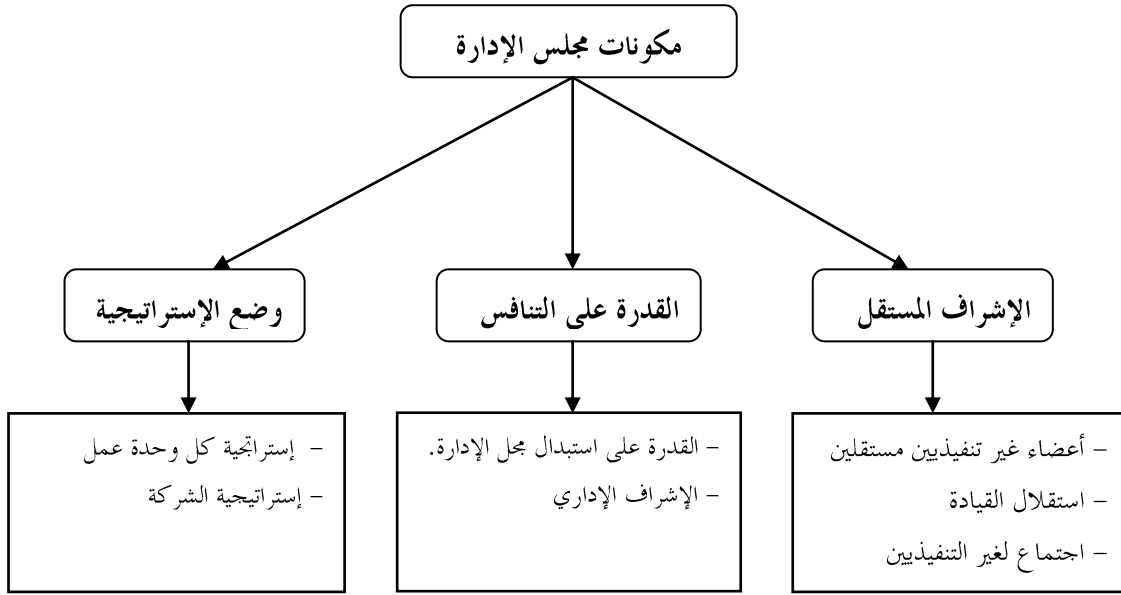 مكونات مجلس الإدارة
الإشراف المستقل
القدرة على التنافس
وضع الإستراتيجية
– أعضاء غير تنفيذيين مستقلين
– استقلال القيادة
– اجتماع لغير التنفيذيين
– القدرة على استبدال مجل الإدارة.
– الإشراف الإداري
– إستراتجية كل وحدة عمل
– إستراتيجية الشركة